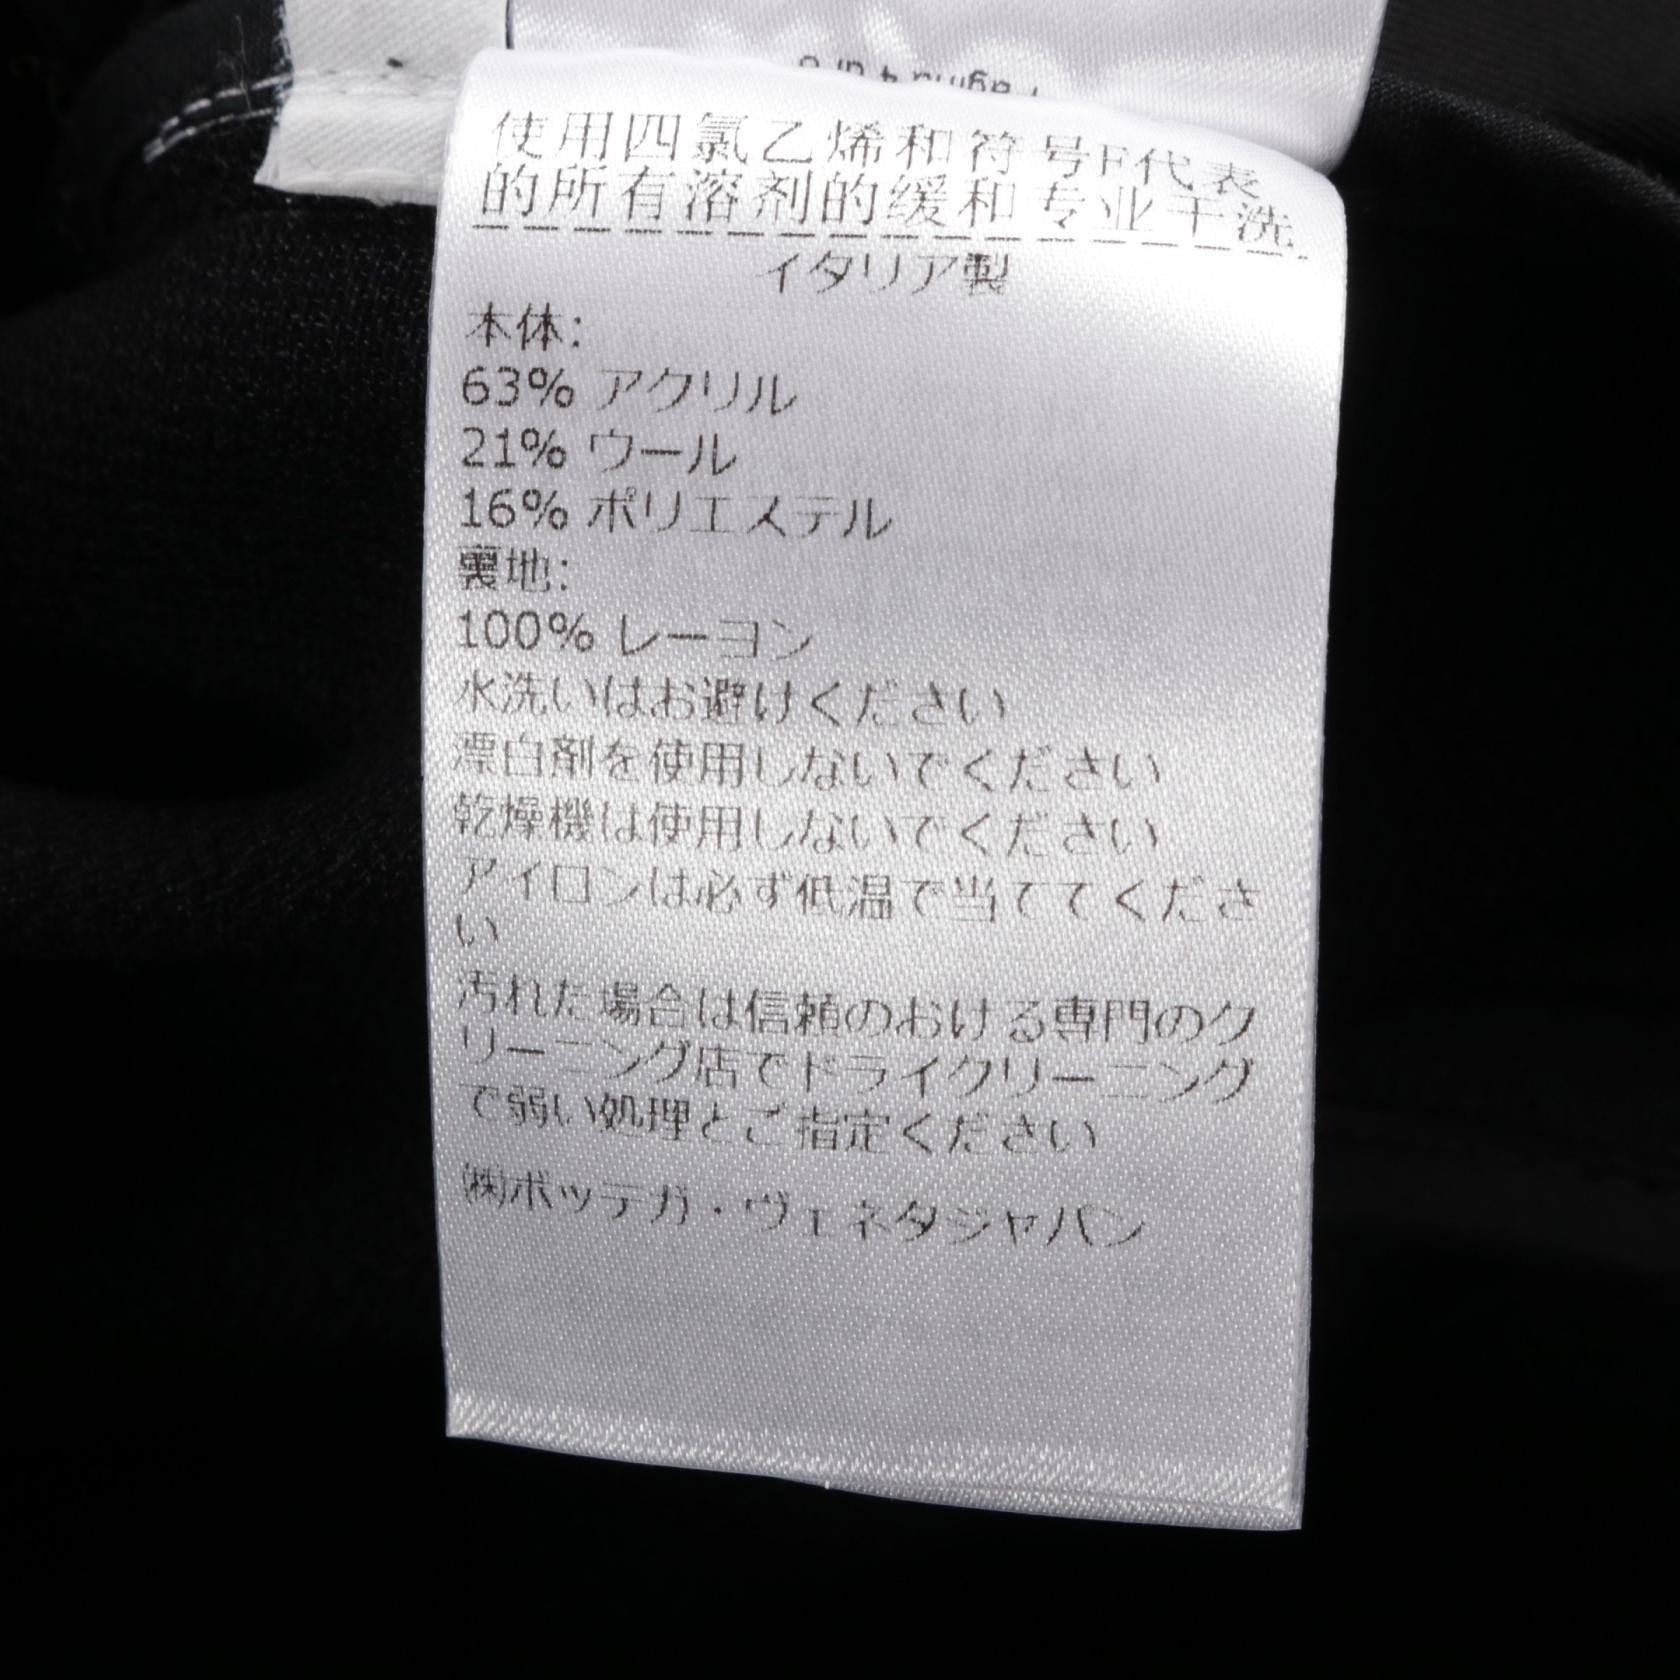 使用四氯乙烯和符号F代表
的所有溶剂的缓和专业干洗
イタリア製
本体:
63% アクリル
21% ウール
16% ポリエステル
裏地:
100% レーヨン
水洗いはお避けください
漂白剤を使用しないでください
乾燥機は使用しないでください
アイロンは必ず低温で当ててくださ
い
汚れた場合は信頼のおける専門のク
リーニング店でドライクリーニング
で弱い処理とご指定ください
㈱ボッテガ・ヴェネタジャパン